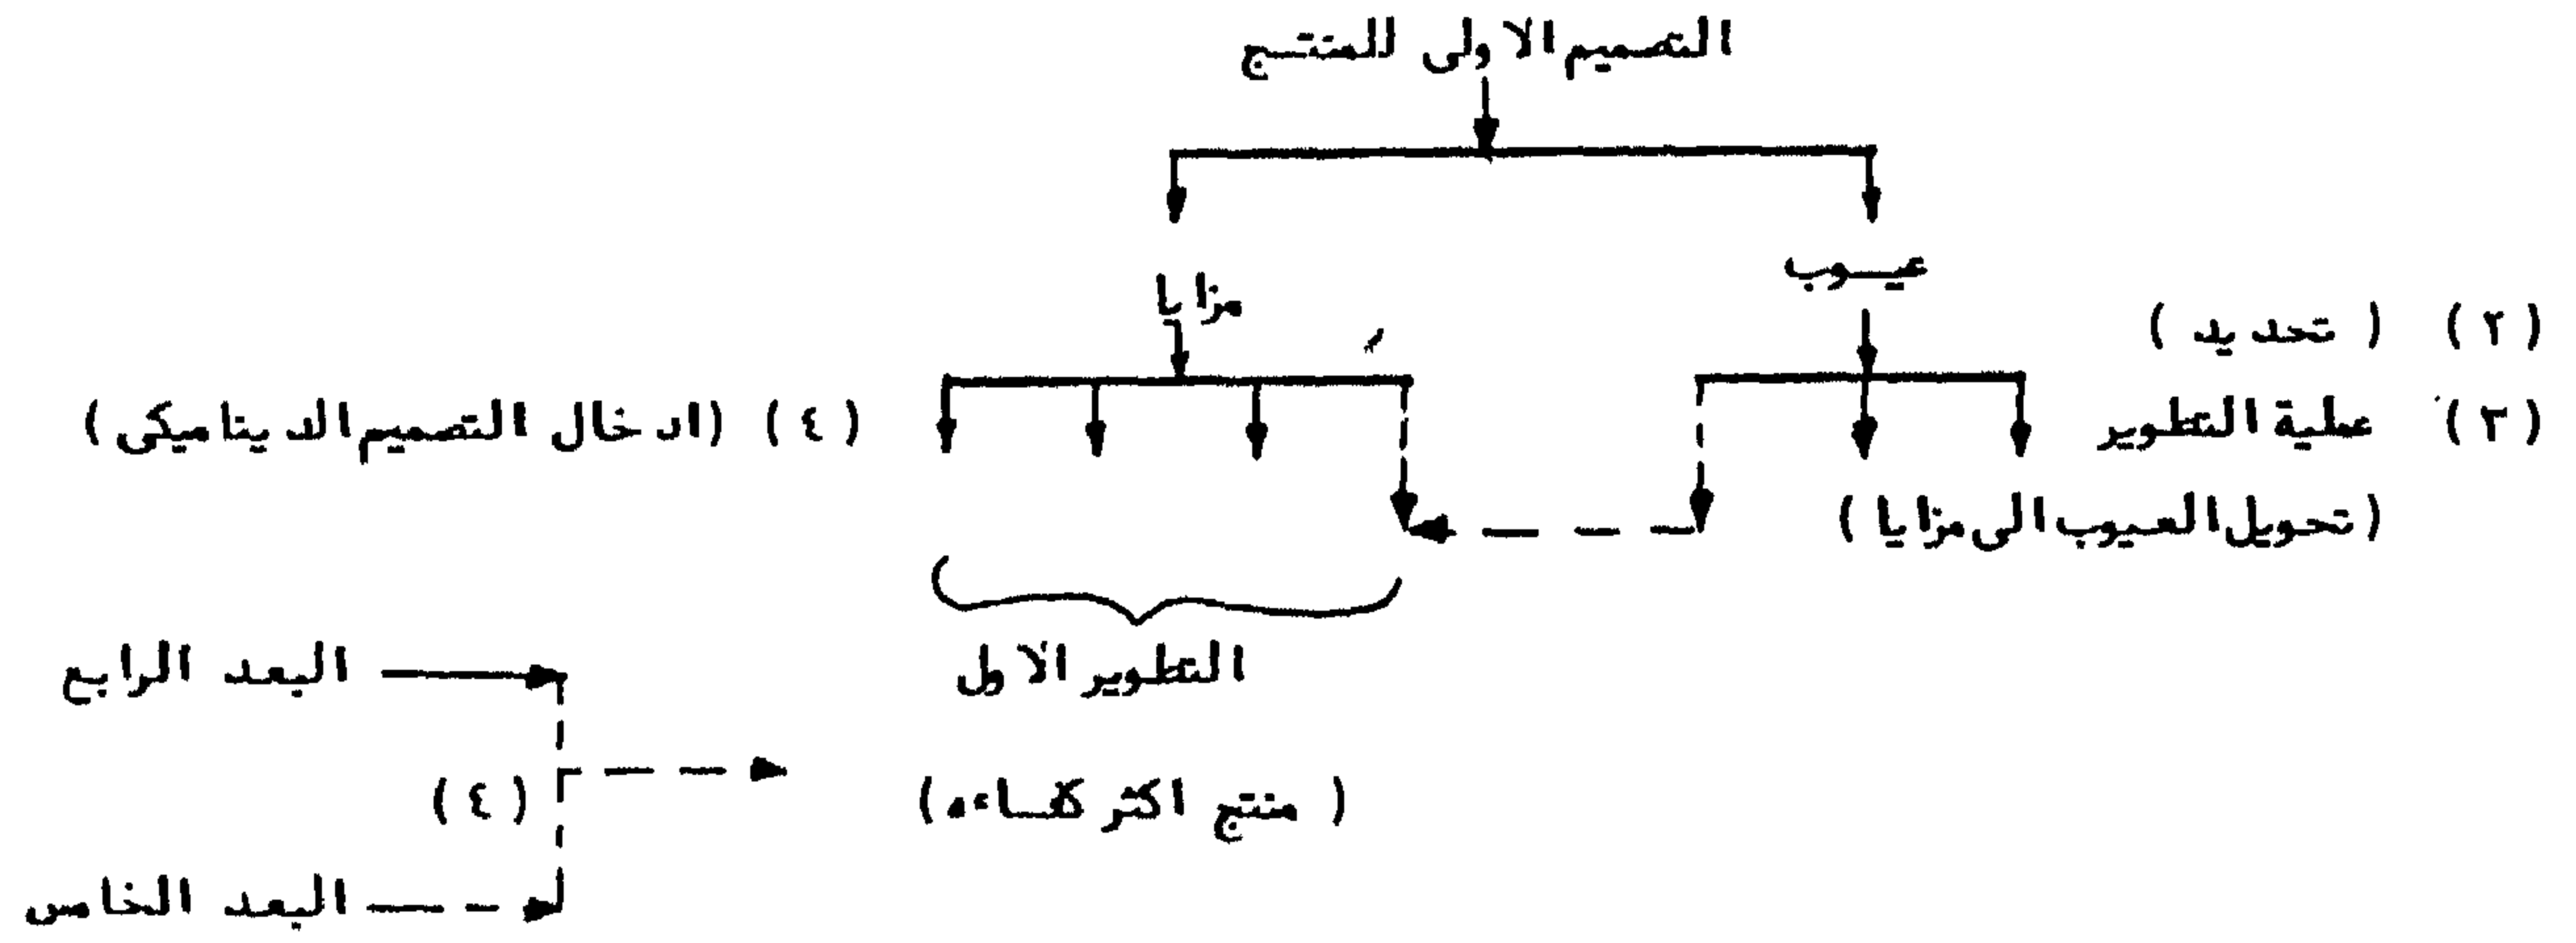 التصميم الاولى للمنتج
عيوب
مزايا
(٢) (تحديد)
(٣) عملية التطوير
(٤) (ادخال التصميم الديناميكى)
(تحويل العيوب الى مزايا)
التطوير الاول
البعد الرابع
(منتج اكثر كفاءه)
(٤)
البعد الخامس